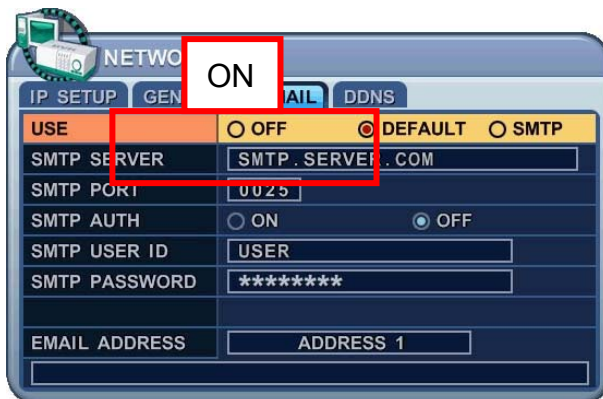 NETWO
ON
IP SETUP GEN AIL DDNS
USE OFF DEFAULT SMTP
SMTP SERVER SMTP.SERVER.COM
SMTP PORT 0025
SMTP AUTH ON OFF
SMTP USER ID USER
SMTP PASSWORD ********
EMAIL ADDRESS ADDRESS 1